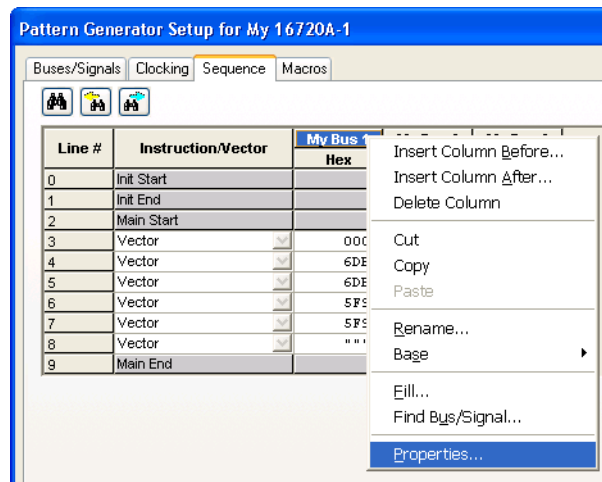 Pattern Generator Setup for My 16720A-1
Buses/Signals Clocking Sequence Macros
Line # Instruction/Vector My Bus 1
Hex
0 Init Start
1 Init End
2 Main Start
3 Vector 000
4 Vector 6DE
5 Vector 6DE
6 Vector 5F9
7 Vector 5F9
8 Vector ""'
9 Main End
Insert Column Before...
Insert Column After...
Delete Column
Cut
Copy
Paste
Rename...
Base
Fill...
Find Bus/Signal...
Properties...